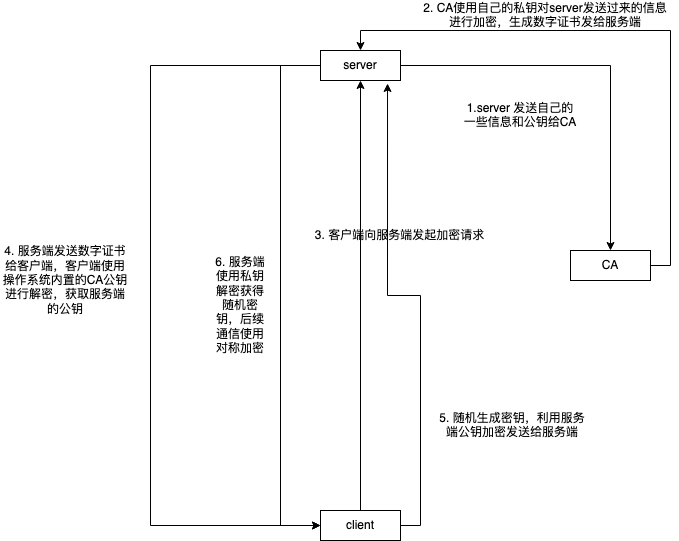 2. CA使用自己的私钥对server发送过来的信息
进行加密，生成数字证书发给服务端
server
1.server 发送自己的
一些信息和公钥给CA
3. 客户端向服务端发起加密请求
4. 服务端发送数字证书
给客户端，客户端使用
操作系统内置的CA公钥
进行解密，获取服务端
的公钥
6. 服务端
使用私钥
解密获得
随机密
钥，后续
通信使用
对称加密
CA
5. 随机生成密钥，利用服务
端公钥加密发送给服务端
client